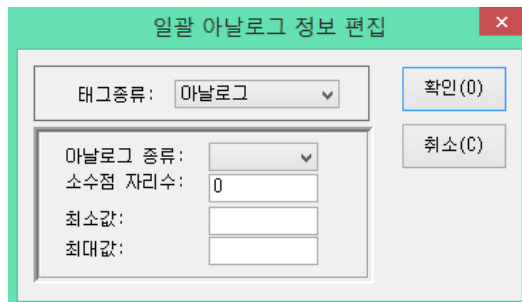 일괄 아날로그 정보 편집
태그종류: 아날로그
확인(O)
취소(C)
아날로그 종류:
소수점 자리수: 0
최소값:
최대값: